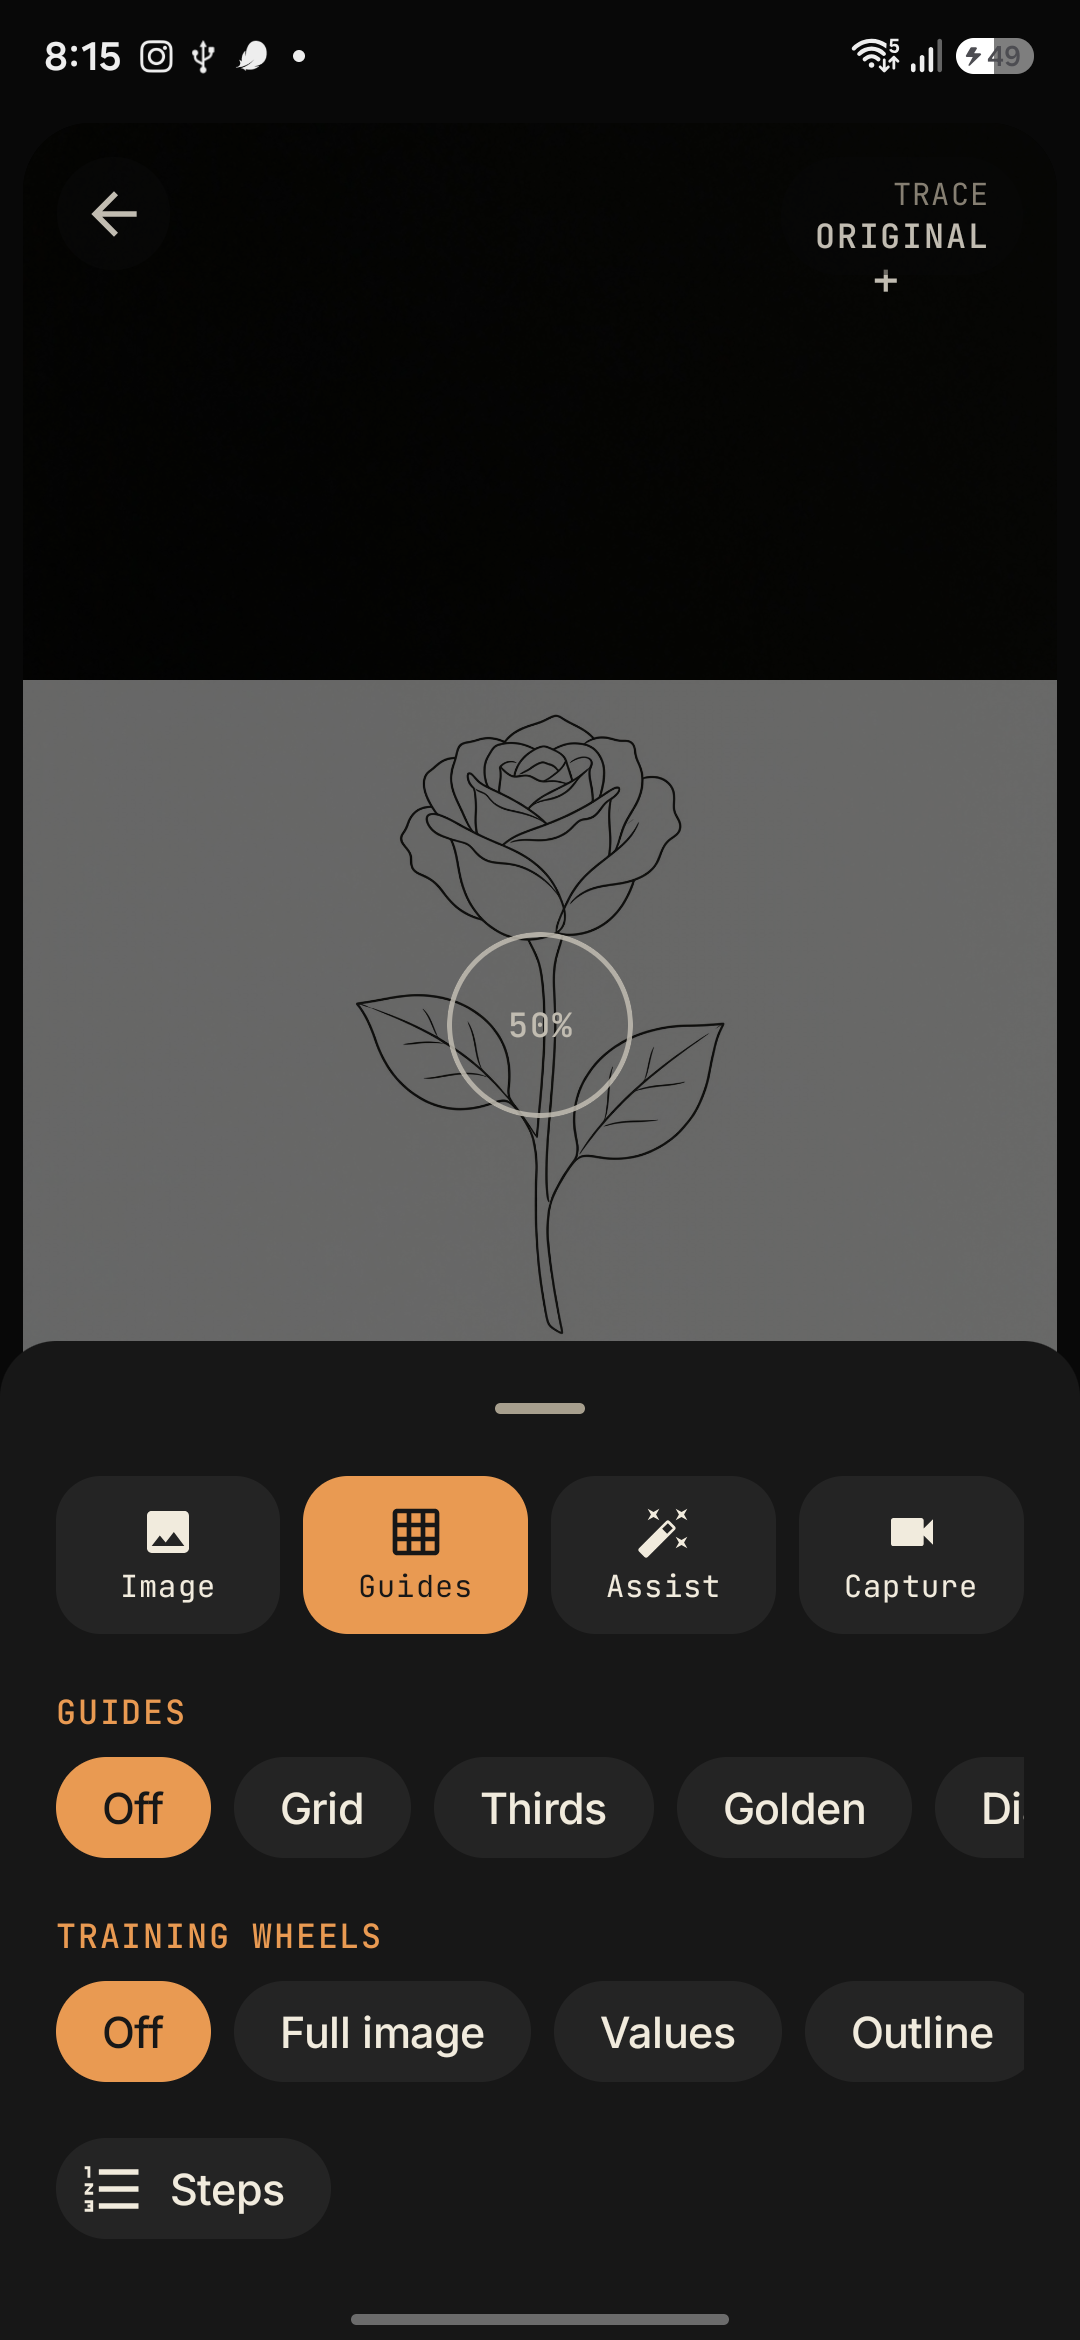 8:15
5
49
TRACE
ORIGINAL
+
50%
Image
Guides
Assist
Capture
GUIDES
Off
Grid
Thirds
Golden
TRAINING WHEELS
Off
Full image
Values
Outline
Steps